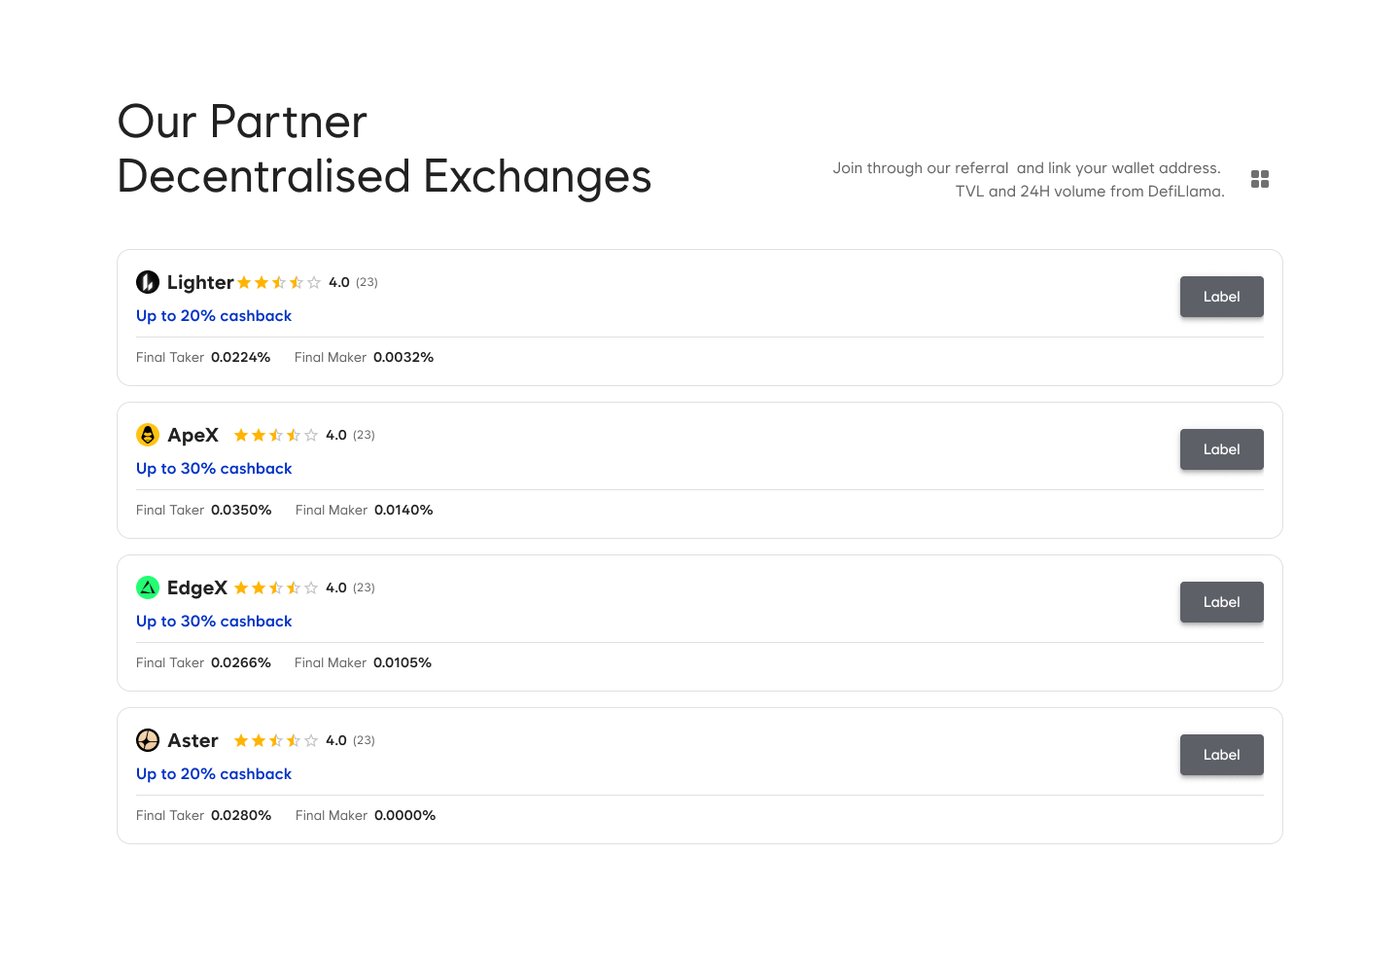 Our Partner
Decentralised Exchanges
Join through our referral  and link your wallet address.
TVL and 24H volume from DefiLlama.
Lighter 4.0 (23)
Label
Up to 20% cashback
Final Taker 0.0224% Final Maker 0.0032%
ApeX 4.0 (23)
Label
Up to 30% cashback
Final Taker 0.0350% Final Maker 0.0140%
EdgeX 4.0 (23)
Label
Up to 30% cashback
Final Taker 0.0266% Final Maker 0.0105%
Aster 4.0 (23)
Label
Up to 20% cashback
Final Taker 0.0280% Final Maker 0.0000%